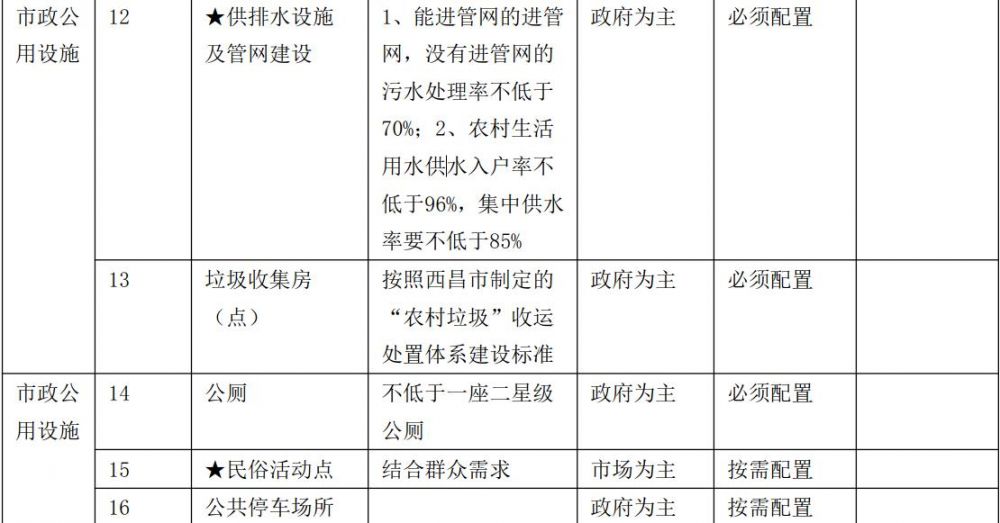 市政公
用设施
12
★供排水设施
及管网建设
1、能进管网的进管
网，没有进管网的
污水处理率不低于
70%；2、农村生活
用水供水入户率不
低于96%，集中供水
率要不低于85%
政府为主
必须配置
13
垃圾收集房
（点）
按照西昌市制定的
“农村垃圾”收运
处置体系建设标准
政府为主
必须配置
市政公
用设施
14
公厕
不低于一座二星级
公厕
政府为主
必须配置
15
★民俗活动点
结合群众需求
市场为主
按需配置
16
公共停车场所
政府为主
按需配置